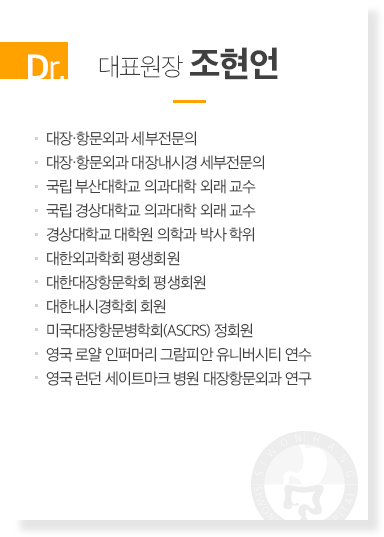 Dr.
대표원장 조현언
대장·항문외과 세부전문의
대장·항문외과 대장내시경 세부전문의
국립 부산대학교 의과대학 외래 교수
국립 경상대학교 의과대학 외래 교수
경상대학교 대학원 의학과 박사 학위
대한외과학회 평생회원
대한대장항문학회 평생회원
대한내시경학회 회원
미국대장항문병학회(ASCRS) 정회원
영국 로얄 인퍼머리 그람피안 유니버시티 연수
영국 런던 세이트마크 병원 대장항문외과 연구